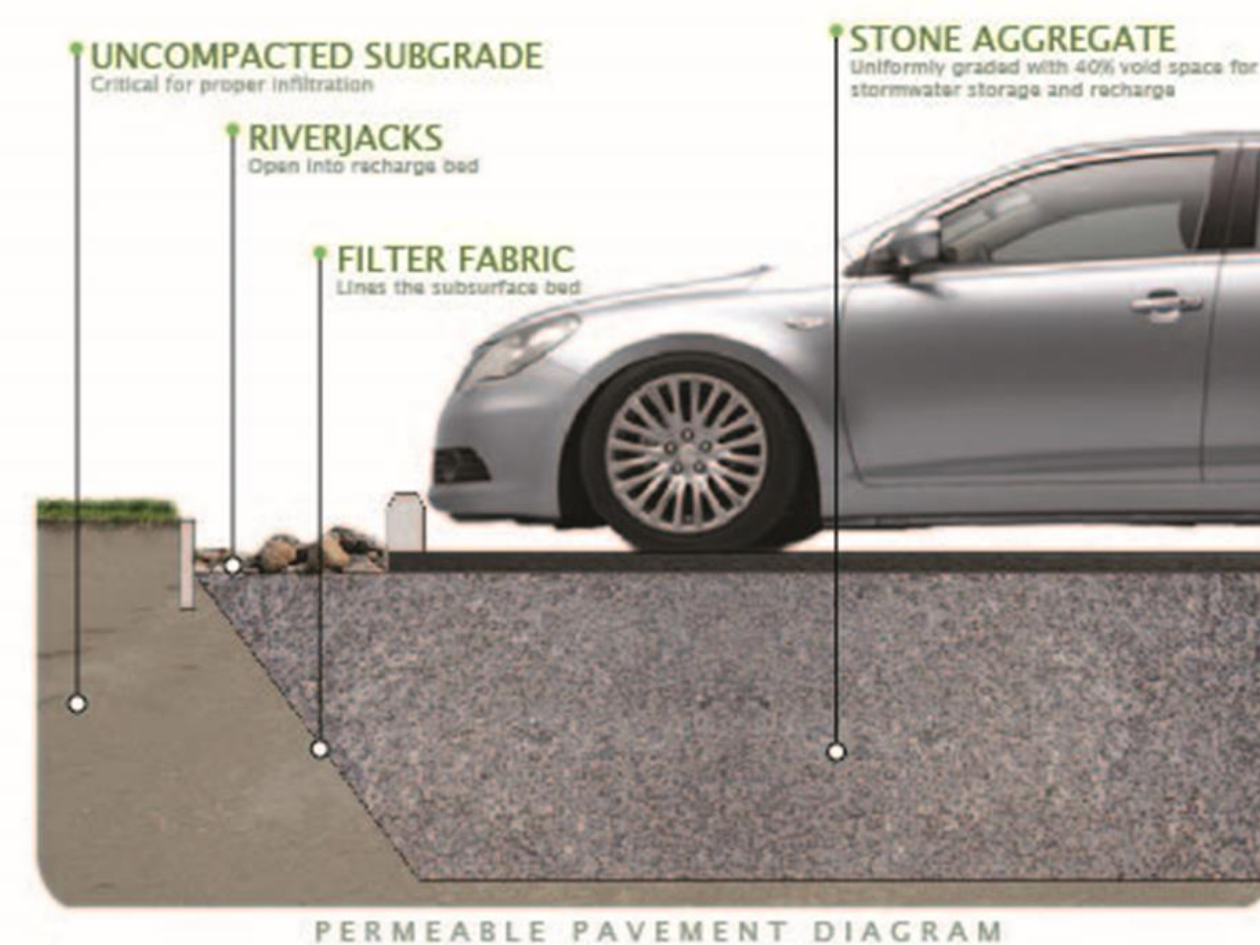 UNCOMPACTED SUBGRADE
Critical for proper infiltration
RIVERJACKS
Open into recharge bed
FILTER FABRIC
Lines the subsurface bed
STONE AGGREGATE
Uniformly graded with 40% void space for
stormwater storage and recharge
PERMEABLE PAVEMENT DIAGRAM